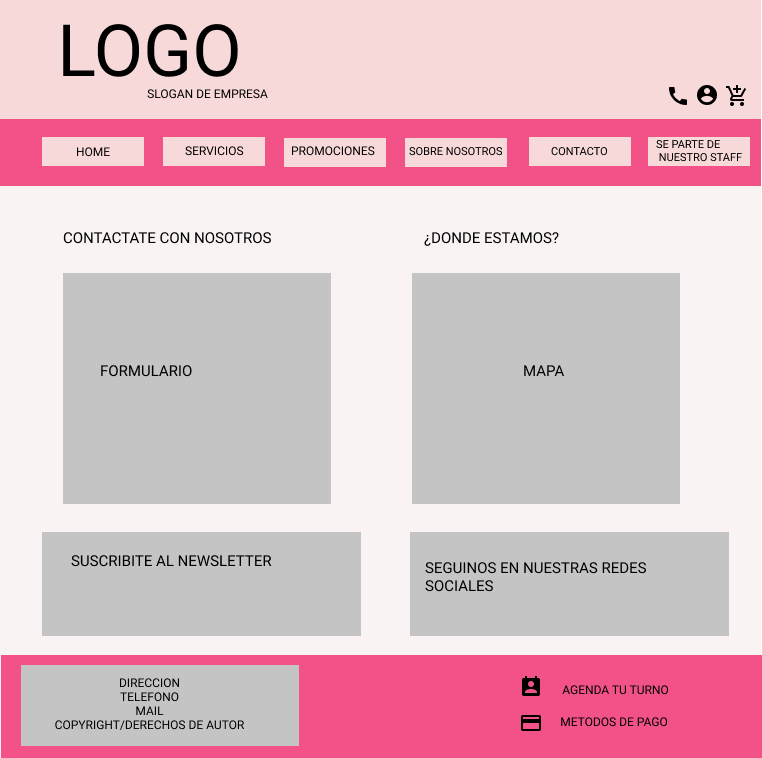 LOGO
SLOGAN DE EMPRESA
HOME
SERVICIOS
PROMOCIONES
SOBRE NOSOTROS
CONTACTO
SE PARTE DE
NUESTRO STAFF
CONTACTATE CON NOSOTROS
¿DONDE ESTAMOS?
FORMULARIO
MAPA
SUSCRIBITE AL NEWSLETTER
SEGUINOS EN NUESTRAS REDES
SOCIALES
DIRECCION
TELEFONO
MAIL
COPYRIGHT/DERECHOS DE AUTOR
AGENDA TU TURNO
METODOS DE PAGO